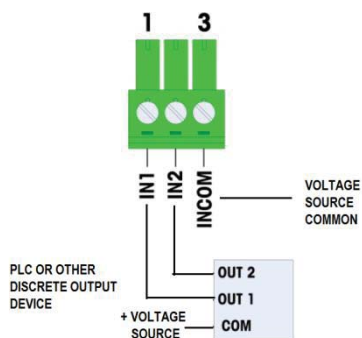 1 3
IN1
IN2
INCOM
VOLTAGE
SOURCE
COMMON
PLC OR OTHER
DISCRETE OUTPUT
DEVICE
OUT 2
OUT 1
+ VOLTAGE
SOURCE
COM